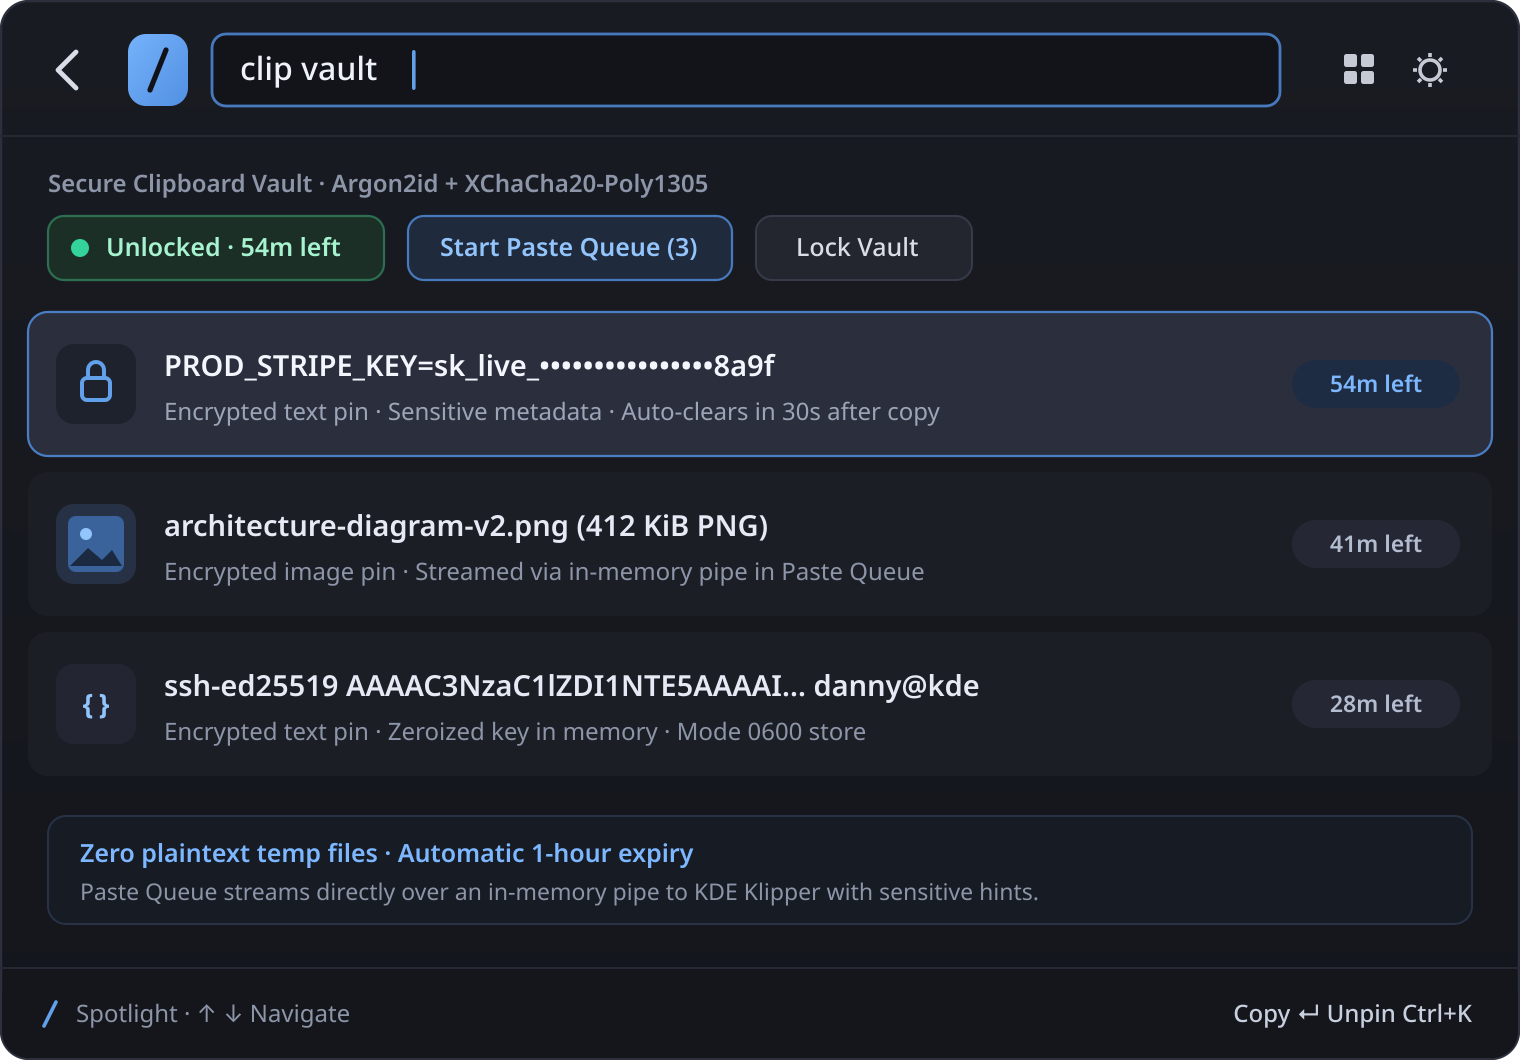 / clip vault
Secure Clipboard Vault · Argon2id + XChaCha20-Poly1305
Unlocked · 54m left Start Paste Queue (3) Lock Vault
PROD_STRIPE_KEY=sk_live_••••••••••••••••8a9f
54m left
Encrypted text pin · Sensitive metadata · Auto-clears in 30s after copy
architecture-diagram-v2.png (412 KiB PNG)
41m left
Encrypted image pin · Streamed via in-memory pipe in Paste Queue
{ } ssh-ed25519 AAAAC3NzaC1lZDI1NTE5AAAAI... danny@kde
28m left
Encrypted text pin · Zeroized key in memory · Mode 0600 store
Zero plaintext temp files · Automatic 1-hour expiry
Paste Queue streams directly over an in-memory pipe to KDE Klipper with sensitive hints.
/ Spotlight · ↑ ↓ Navigate Copy ↵ Unpin Ctrl+K